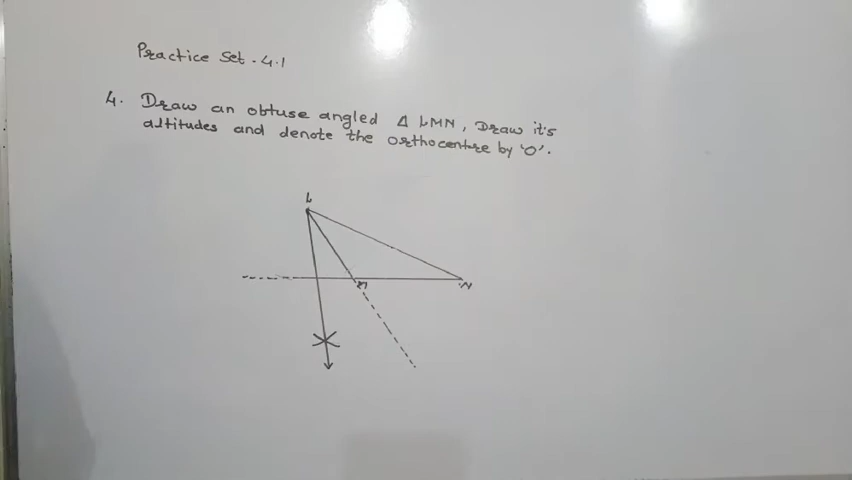 Practice Set. 4.1
4. Draw an obtuse angled Δ LMN, Draw it's
altitudes and denote the orthocentre by 'O'.
L
M
N